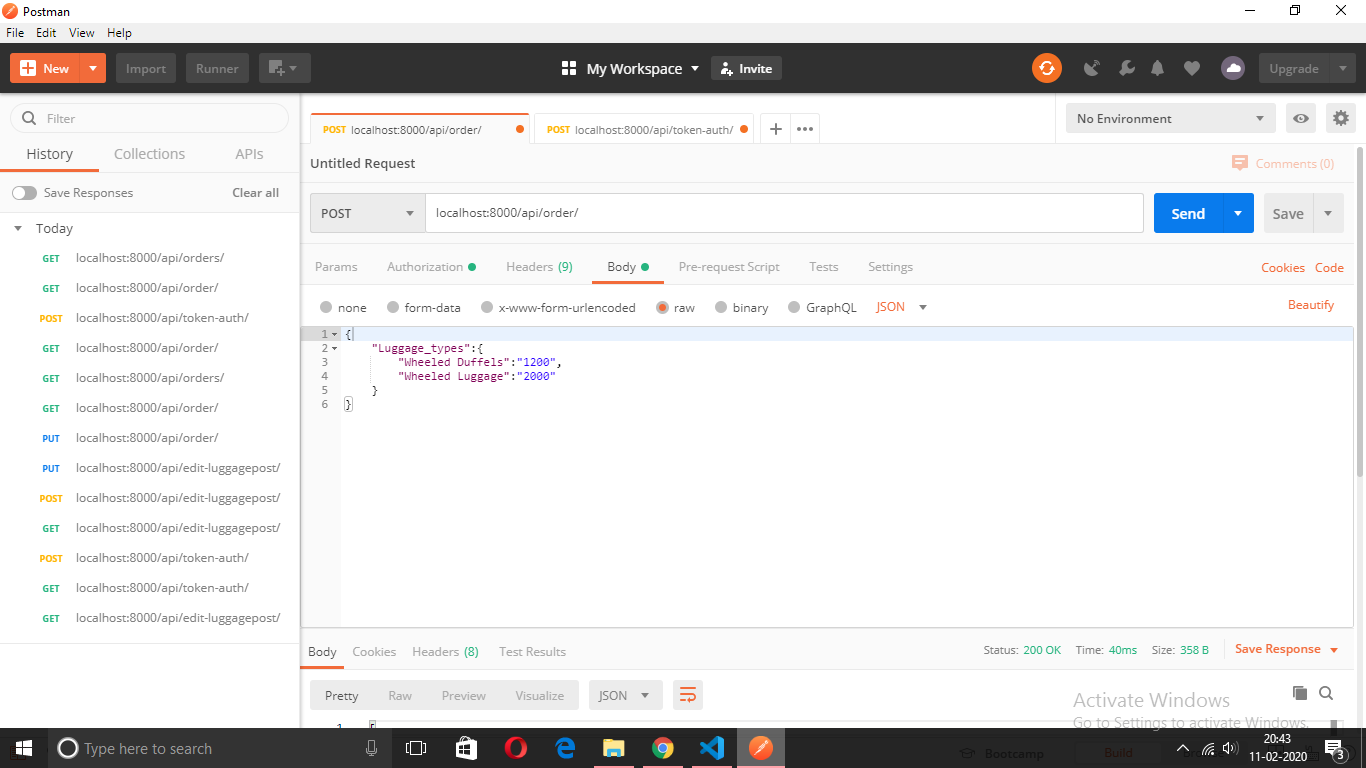 Postman
File Edit View Help
New Import Runner My Workspace Invite Upgrade
Filter
History Collections APIs
Save Responses Clear all
Today
GET localhost:8000/api/orders/
GET localhost:8000/api/order/
POST localhost:8000/api/token-auth/
GET localhost:8000/api/order/
GET localhost:8000/api/orders/
GET localhost:8000/api/order/
PUT localhost:8000/api/order/
PUT localhost:8000/api/edit-luggagepost/
POST localhost:8000/api/edit-luggagepost/
GET localhost:8000/api/edit-luggagepost/
POST localhost:8000/api/token-auth/
GET localhost:8000/api/token-auth/
GET localhost:8000/api/edit-luggagepost/
POST localhost:8000/api/order/ POST localhost:8000/api/token-auth/ No Environment
Untitled Request Comments (0)
POST localhost:8000/api/order/ Send Save
Params Authorization Headers (9) Body Pre-request Script Tests Settings Cookies Code
none form-data x-www-form-urlencoded raw binary GraphQL JSON Beautify
1 {
2 "Luggage_types":{
3 "Wheeled Duffels":"1200",
4 "Wheeled Luggage":"2000"
5 }
6 }
Body Cookies Headers (8) Test Results Status: 200 OK Time: 40ms Size: 358 B Save Response
Pretty Raw Preview Visualize JSON
1 [
Activate Windows
Go to Settings to activate Windows.
Bootcamp Build
Type here to search
20:43
11-02-2020
3